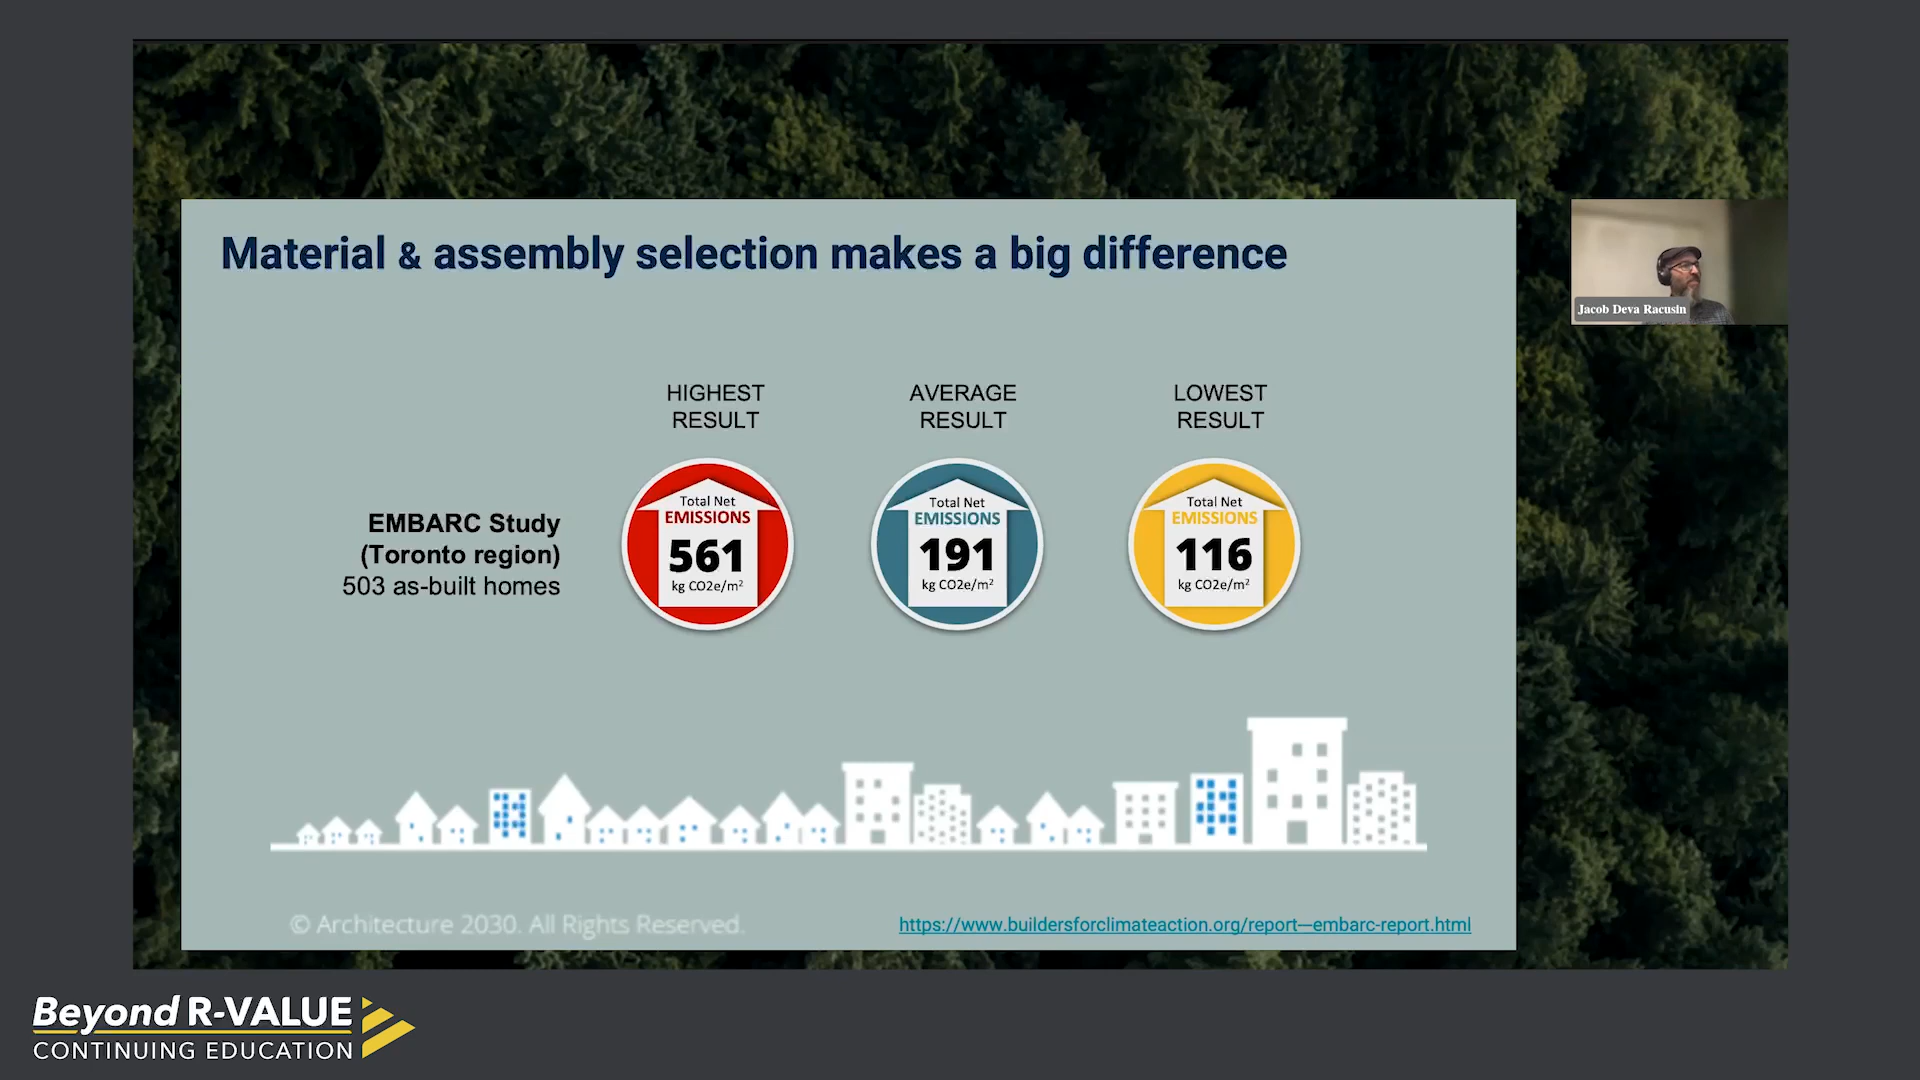 Material & assembly selection makes a big difference
Jacob Deva Racusin
HIGHEST
RESULT
AVERAGE
RESULT
LOWEST
RESULT
EMBARC Study
(Toronto region)
503 as-built homes
Total Net
EMISSIONS
561
kg CO2e/m²
Total Net
EMISSIONS
191
kg CO2e/m²
Total Net
EMISSIONS
116
kg CO2e/m²
© Architecture 2030. All Rights Reserved.
https://www.buildersforclimateaction.org/report—embarc-report.html
Beyond R-VALUE
CONTINUING EDUCATION